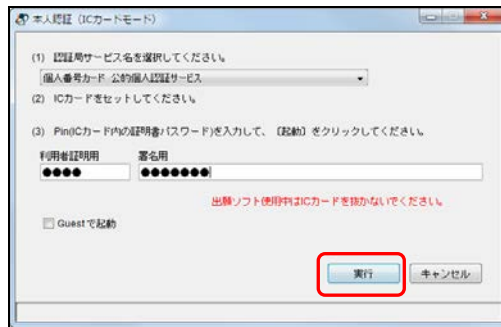 本人認証 (ICカードモード)
(1) 認証局サービス名を選択してください。
個人番号カード 公的個人認証サービス
(2) ICカードをセットしてください。
(3) Pin(ICカード内の証明書パスワード)を入力して、〔起動〕をクリックしてください。
利用者証明用 署名用
●●●● ●●●●●●●
出願ソフト使用中はICカードを抜かないでください。
Guestで起動
実行 キャンセル